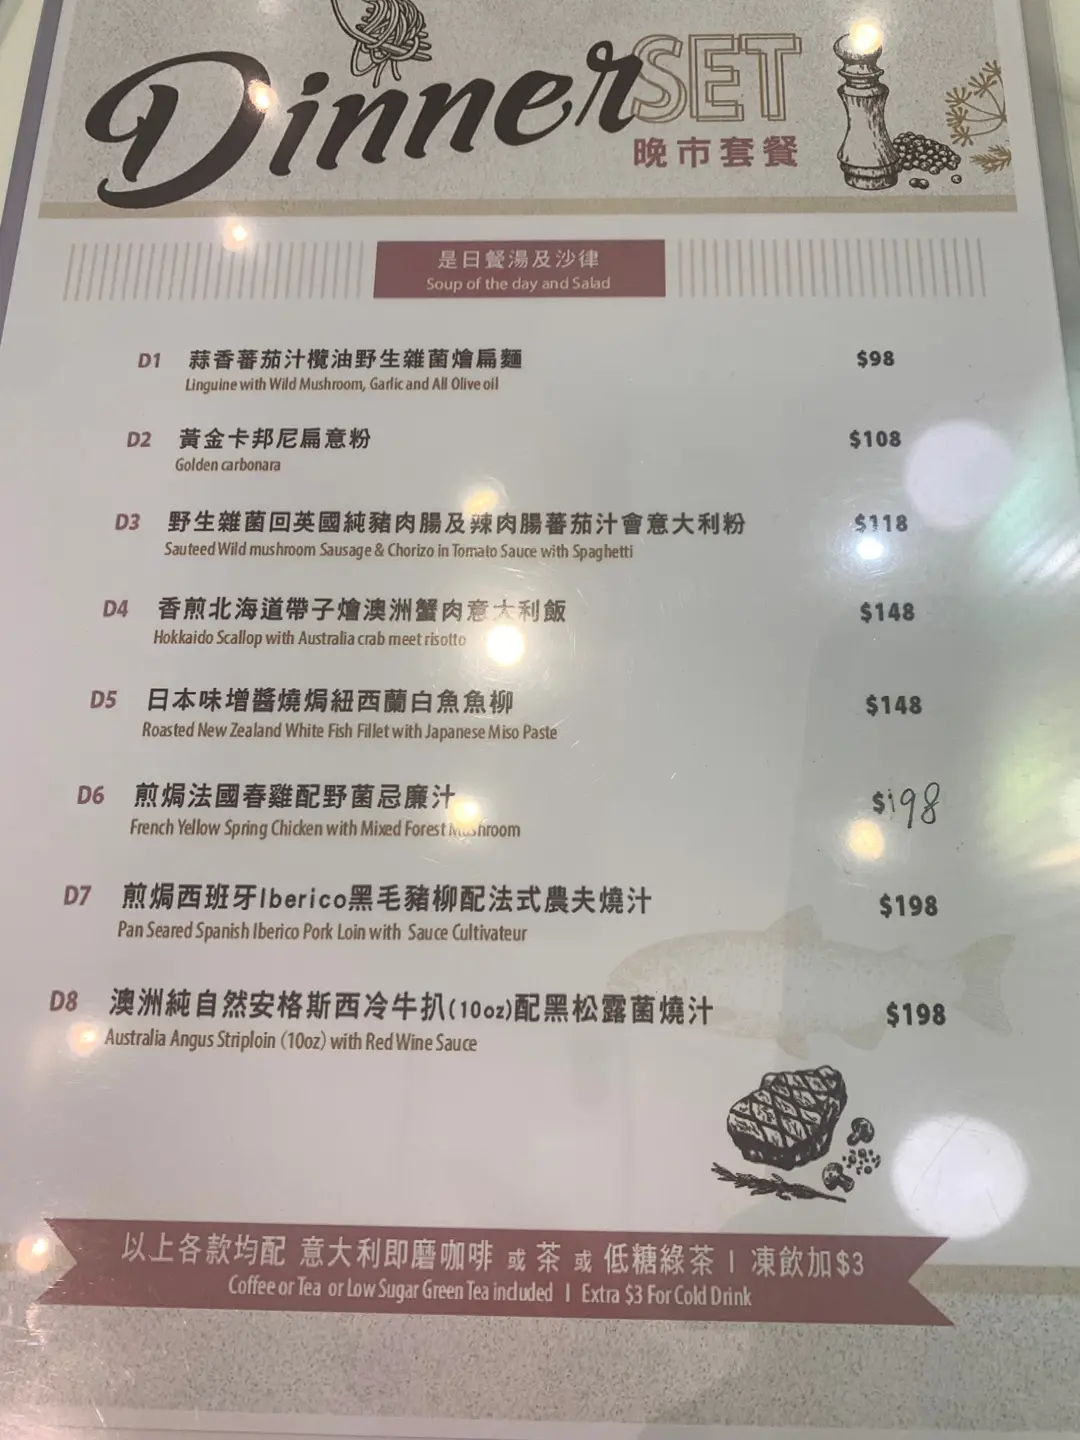 Dinner SET
晚市套餐
是日餐湯及沙律
Soup of the day and Salad
D1 蒜香蕃茄汁欖油野生雜菌燴扁麵 $98
Linguine with Wild Mushroom, Garlic and All Olive oil
D2 黃金卡邦尼扁意粉 $108
Golden carbonara
D3 野生雜菌回英國純豬肉腸及辣肉腸蕃茄汁會意大利粉 $118
Sauteed Wild mushroom Sausage & Chorizo in Tomato Sauce with Spaghetti
D4 香煎北海道帶子燴澳洲蟹肉意大利飯 $148
Hokkaido Scallop with Australia crab meet risotto
D5 日本味增醬燒焗紐西蘭白魚魚柳 $148
Roasted New Zealand White Fish Fillet with Japanese Miso Paste
D6 煎焗法國春雞配野菌忌廉汁 $198
French Yellow Spring Chicken with Mixed Forest Mushroom
D7 煎焗西班牙Iberico黑毛豬柳配法式農夫燒汁 $198
Pan Seared Spanish Iberico Pork Loin with Sauce Cultivateur
D8 澳洲純自然安格斯西冷牛扒(10oz)配黑松露菌燒汁 $198
Australia Angus Striploin (10oz) with Red Wine Sauce
以上各款均配 意大利即磨咖啡 或 茶 或 低糖綠茶 | 凍飲加$3
Coffee or Tea or Low Sugar Green Tea included | Extra $3 For Cold Drink